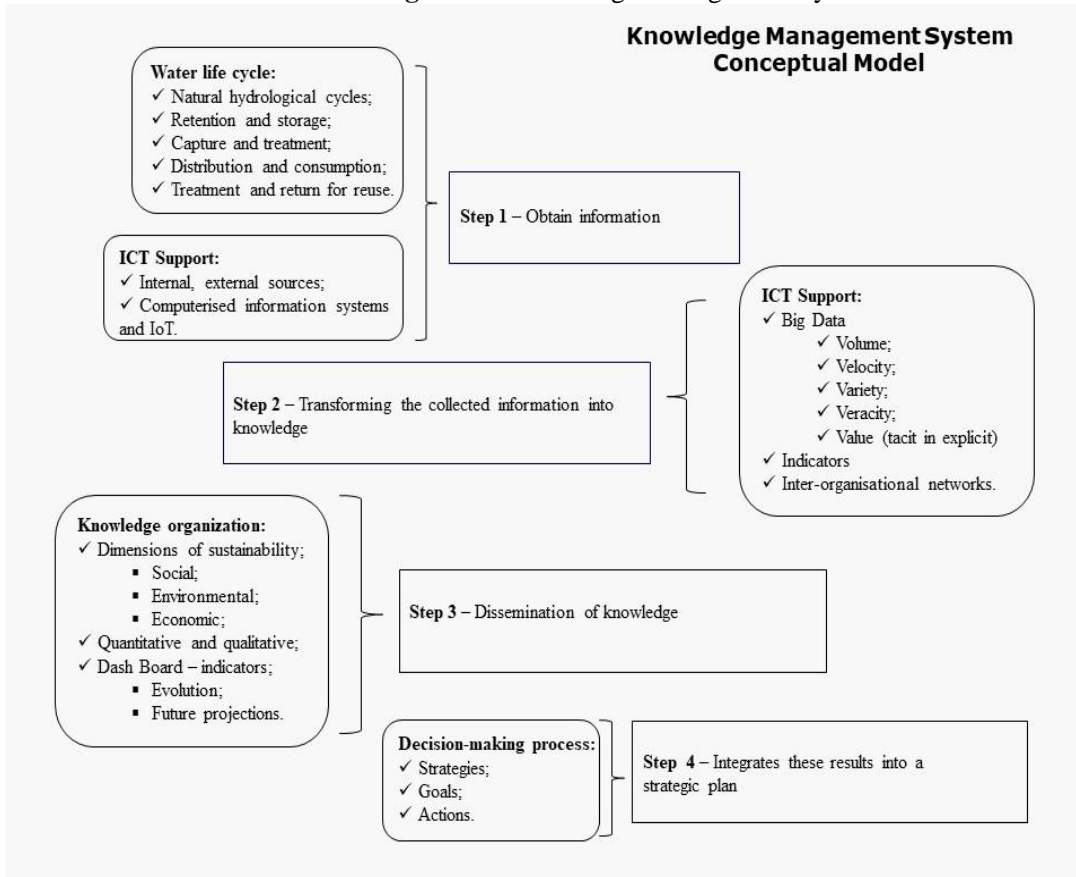 Knowledge Management System
Conceptual Model
Water life cycle:
✓ Natural hydrological cycles;
✓ Retention and storage;
✓ Capture and treatment;
✓ Distribution and consumption;
✓ Treatment and return for reuse.
Step 1 – Obtain information
ICT Support:
✓ Internal, external sources;
✓ Computerised information systems
and IoT.
ICT Support:
✓ Big Data
✓ Volume;
✓ Velocity;
✓ Variety;
✓ Veracity;
✓ Value (tacit in explicit)
✓ Indicators
✓ Inter-organisational networks.
Step 2 – Transforming the collected information into
knowledge
Knowledge organization:
✓ Dimensions of sustainability;
▪ Social;
▪ Environmental;
▪ Economic;
✓ Quantitative and qualitative;
✓ Dash Board – indicators;
▪ Evolution;
▪ Future projections.
Step 3 – Dissemination of knowledge
Decision-making process:
✓ Strategies;
✓ Goals;
✓ Actions.
Step 4 – Integrates these results into a
strategic plan